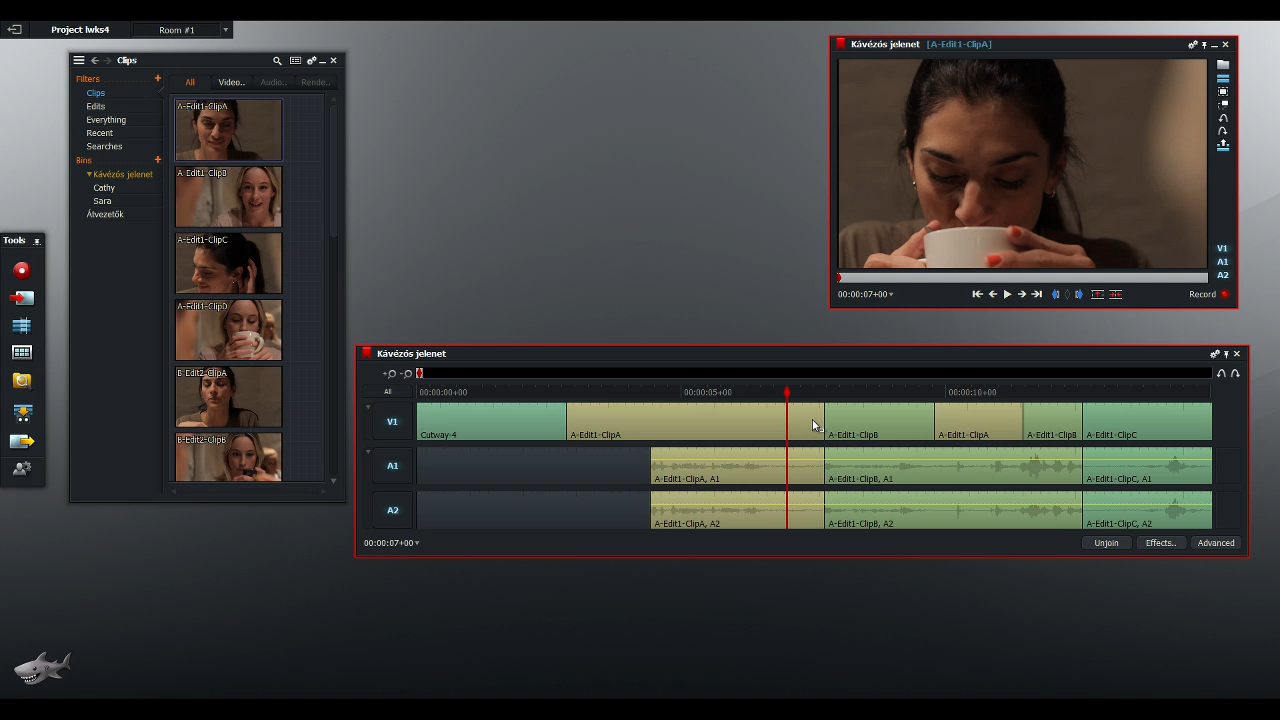 Project lwks4
Room #1
Clips
Filters
Clips
Edits
Everything
Recent
Searches
Bins
Kávézós jelenet
Cathy
Sara
Átvezetők
All
Video..
Audio..
Rende..
A-Edit1-ClipA
A-Edit1-ClipB
A-Edit1-ClipC
A-Edit1-ClipD
B-Edit2-ClipA
B-Edit2-ClipB
Tools
Kávézós jelenet [A-Edit1-ClipA]
V1
A1
A2
00:00:07+00
Record
Kávézós jelenet
All
00:00:00+00
00:00:05+00
00:00:10+00
V1
Cutway-4
A-Edit1-ClipA
A-Edit1-ClipB
A-Edit1-ClipA
A-Edit1-ClipB
A-Edit1-ClipC
A1
A-Edit1-ClipA, A1
A-Edit1-ClipB, A1
A-Edit1-ClipC, A1
A2
A-Edit1-ClipA, A2
A-Edit1-ClipB, A2
A-Edit1-ClipC, A2
00:00:07+00
Unjoin
Effects..
Advanced